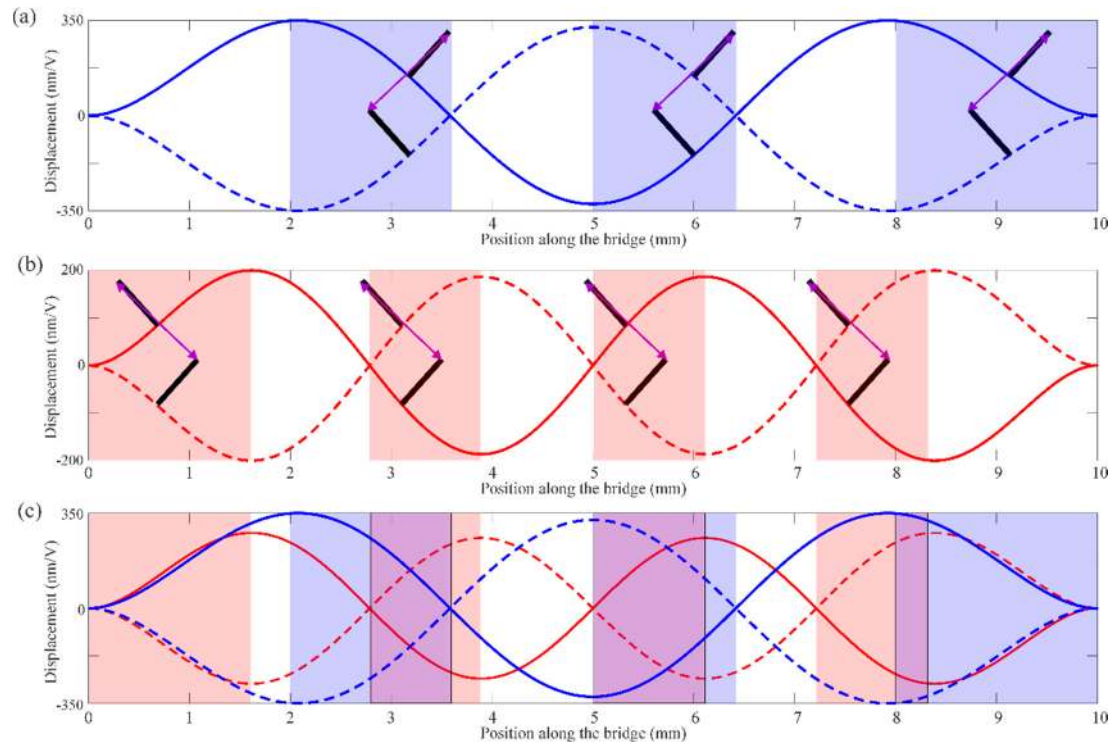 (a)
350
0
-350
Displacement (nm/V)
0 1 2 3 4 5 6 7 8 9 10
Position along the bridge (mm)
(b)
200
0
-200
Displacement (nm/V)
0 1 2 3 4 5 6 7 8 9 10
Position along the bridge (mm)
(c)
350
0
-350
Displacement (nm/V)
0 1 2 3 4 5 6 7 8 9 10
Position along the bridge (mm)